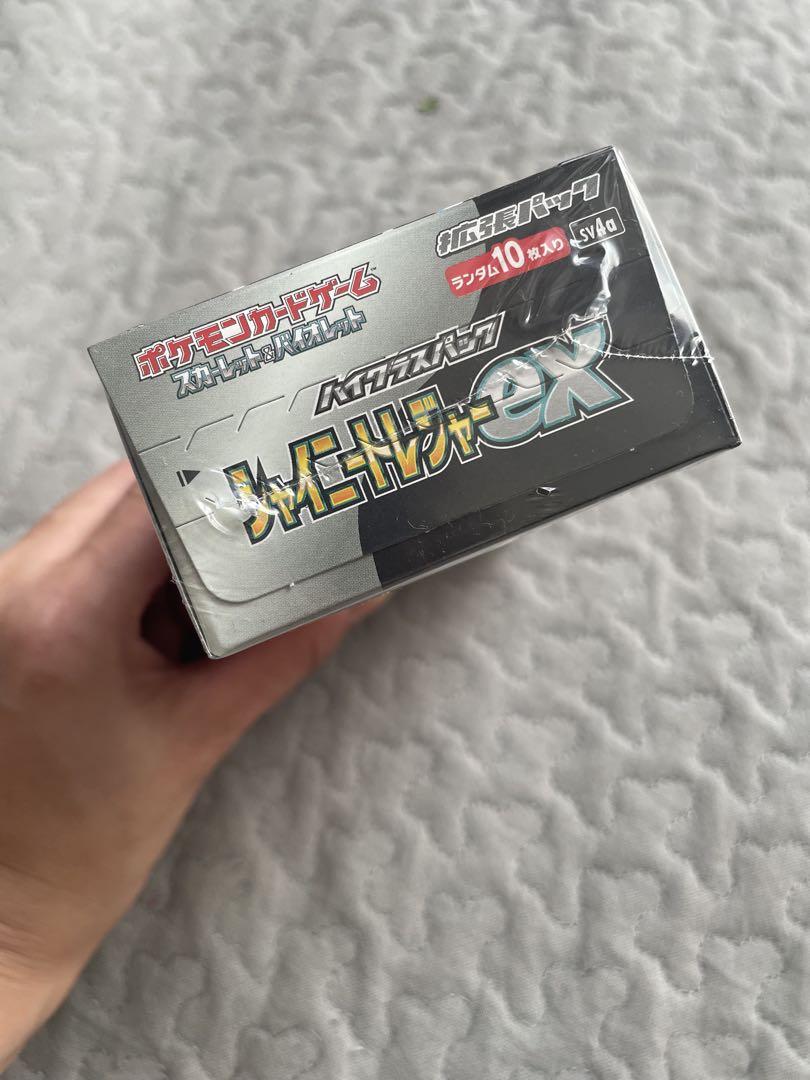 ポケモンカードゲーム™
スカーレット&バイオレット
拡張パック
ランダム10枚入り
sv4a
ハイクラスパック
シャイニートレジャーex